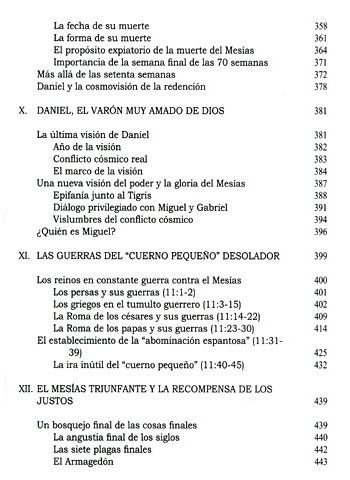 La fecha de su muerte 358
La forma de su muerte 361
El propósito expiatorio de la muerte del Mesías 364
Importancia de la semana final de las 70 semanas 371
Más allá de las setenta semanas 372
Daniel y la cosmovisión de la redención 378
X. DANIEL, EL VARÓN MUY AMADO DE DIOS 381
La última visión de Daniel 381
Año de la visión 382
Conflicto cósmico real 383
El marco de la visión 384
Una nueva visión del poder y la gloria del Mesías 387
Epifanía junto al Tigris 388
Diálogo privilegiado con Miguel y Gabriel 391
Vislumbres del conflicto cósmico 394
¿Quién es Miguel? 396
XI. LAS GUERRAS DEL “CUERNO PEQUEÑO” DESOLADOR 399
Los reinos en constante guerra contra el Mesías 400
Los persas y sus guerras (11:1-2) 401
Los griegos en el tumulto guerrero (11:3-15) 402
La Roma de los césares y sus guerras (11:14-22) 409
La Roma de los papas y sus guerras (11:23-30) 414
El establecimiento de la “abominación espantosa” (11:31-
39) 425
La ira inútil del “cuerno pequeño” (11:40-45) 432
XII. EL MESÍAS TRIUNFANTE Y LA RECOMPENSA DE LOS
JUSTOS 439
Un bosquejo final de las cosas finales 439
La angustia final de los siglos 440
Las siete plagas finales 442
El Armagedón 443